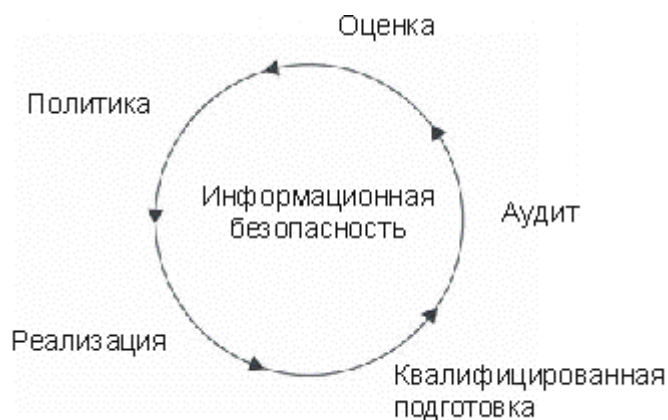 Оценка
Политика
Информационная
безопасность
Аудит
Реализация
Квалифицированная
подготовка